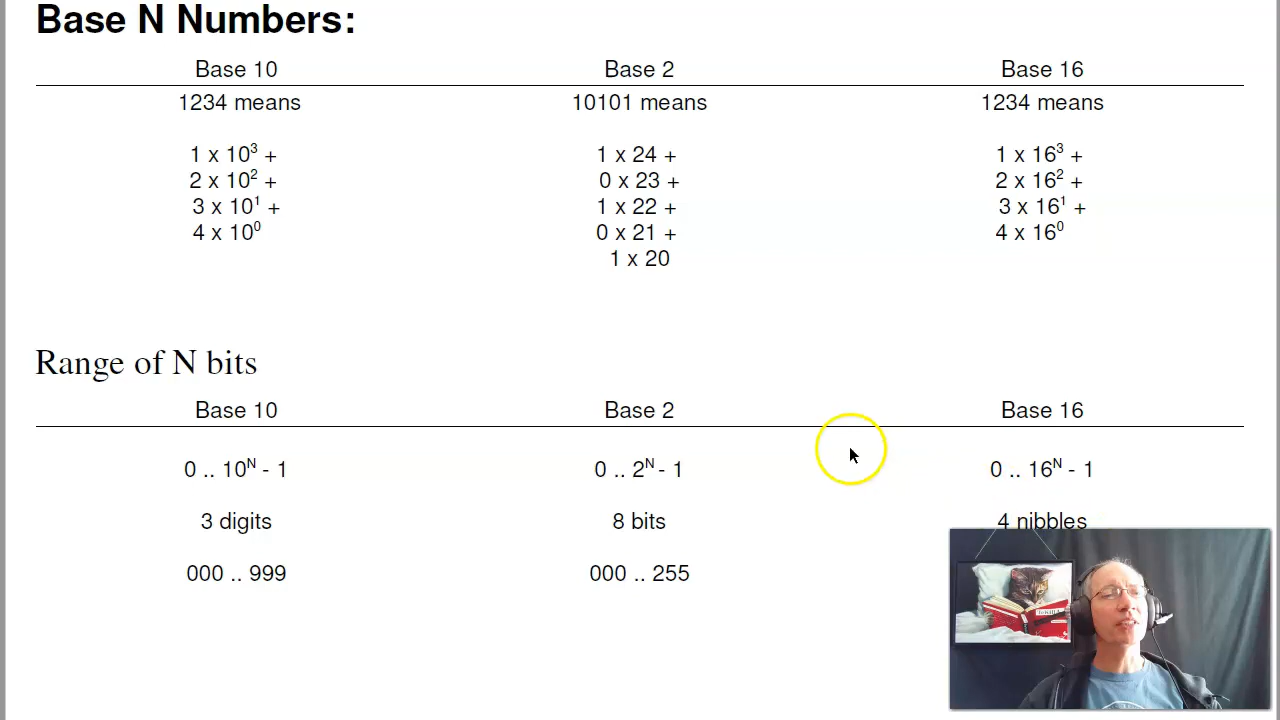 Base N Numbers:
Base 10 Base 2 Base 16
1234 means 10101 means 1234 means
1 x 10³ + 1 x 24 + 1 x 16³ +
2 x 10² + 0 x 23 + 2 x 16² +
3 x 10¹ + 1 x 22 + 3 x 16¹ +
4 x 10⁰ 0 x 21 + 4 x 16⁰
1 x 20
Range of N bits
Base 10 Base 2 Base 16
0 .. 10ᴺ - 1 0 .. 2ᴺ - 1 0 .. 16ᴺ - 1
3 digits 8 bits 4 nibbles
000 .. 999 000 .. 255